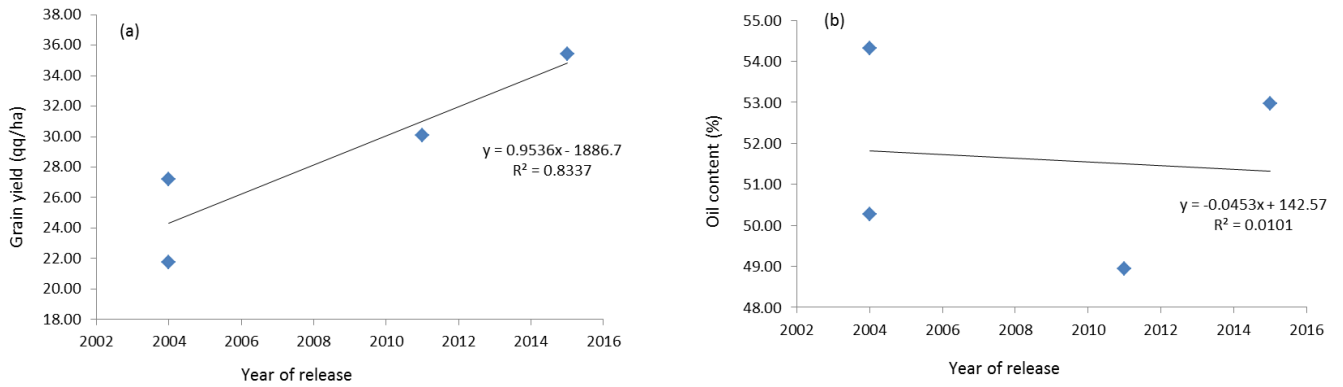 (a)
38.00
36.00
34.00
32.00
30.00
28.00
26.00
24.00
22.00
20.00
18.00
Grain yield (qq/ha)
y = 0.9536x - 1886.7
R² = 0.8337
2002 2004 2006 2008 2010 2012 2014 2016
Year of release
(b)
55.00
54.00
53.00
52.00
51.00
50.00
49.00
48.00
Oil content (%)
y = -0.0453x + 142.57
R² = 0.0101
2002 2004 2006 2008 2010 2012 2014 2016
Year of release